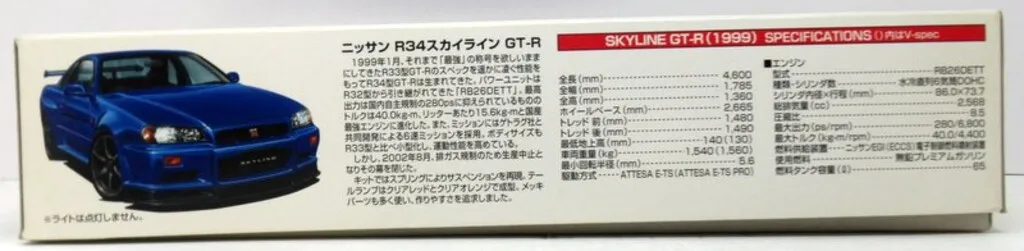 ニッサン R34スカイライン GT-R
1999年1月、それまで「最強」の称号を欲しいまま
にしてきたR33型GT-Rのスペックを遥かに凌ぐ性能を
もってR34型GT-Rは生まれてきた。パワーユニットは
R32型から引き継がれてきた「RB26DETT」。最高
出力は国内自主規制の280psに抑えられているものの
トルクは40.0kg-m、リッターあたり15.6kg-mと国産
最強エンジンに進化した。また、ミッションにはゲトラグ社と
共同開発による6速ミッションを採用。ボディサイズも
R33型と比べ小型化し、運動性能を高めている。
しかし、2002年8月、排ガス規制のため生産中止と
なりその幕を閉じた。
キットではスプリングによりサスペンションを再現。テー
ルランプはクリアレッドとクリアオレンジで成型。メッキ
パーツも多く使い、作りやすさを追求しました。
※ライトは点灯しません。
SKYLINE
SKYLINE GT-R(1999) SPECIFICATIONS ( )内はV-spec
全長(mm) 4,600
全幅(mm) 1,785
全高(mm) 1,360
ホイールベース(mm) 2,665
トレッド 前(mm) 1,480
トレッド 後(mm) 1,490
最低地上高(mm) 140(130)
車両重量(kg) 1,540(1,560)
最小回転半径(mm) 5.6
駆動方式 ATTESA E-TS(ATTESA E-TS PRO)
■エンジン
型式 RB26DETT
種類・シリンダ数 水冷直列6気筒DOHC
シリンダ内径×行程(mm) 86.0×73.7
総排気量(cc) 2,568
圧縮比 8.5
最大出力(ps/rpm) 280/6,800
最大トルク(kg-m/rpm) 40.0/4,400
燃料供給装置 ニッサンEGI(ECCS)電子制御燃料噴射装置
使用燃料 無鉛プレミアムガソリン
燃料タンク容量(ℓ) 65